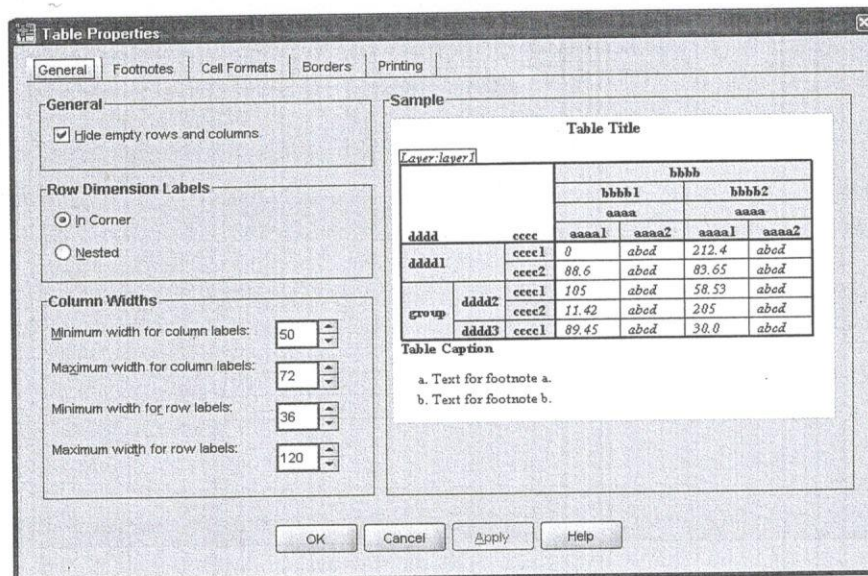 Table Properties
General
Footnotes
Cell Formats
Borders
Printing
General
Hide empty rows and columns
Row Dimension Labels
In Corner
Nested
Column Widths
Minimum width for column labels: 50
Maximum width for column labels: 72
Minimum width for row labels: 36
Maximum width for row labels: 120
Sample
Table Title
Layer:layer1
bbbb
bbbb1 bbbb2
aaaa aaaa
dddd cccc aaaa1 aaaa2 aaaa1 aaaa2
dddd1 cccc1 0 abcd 212.4 abcd
cccc2 88.6 abcd 83.65 abcd
group dddd2 cccc1 105 abcd 58.53 abcd
cccc2 11.42 abcd 205 abcd
dddd3 cccc1 89.45 abcd 30.0 abcd
Table Caption
a. Text for footnote a.
b. Text for footnote b.
OK
Cancel
Apply
Help